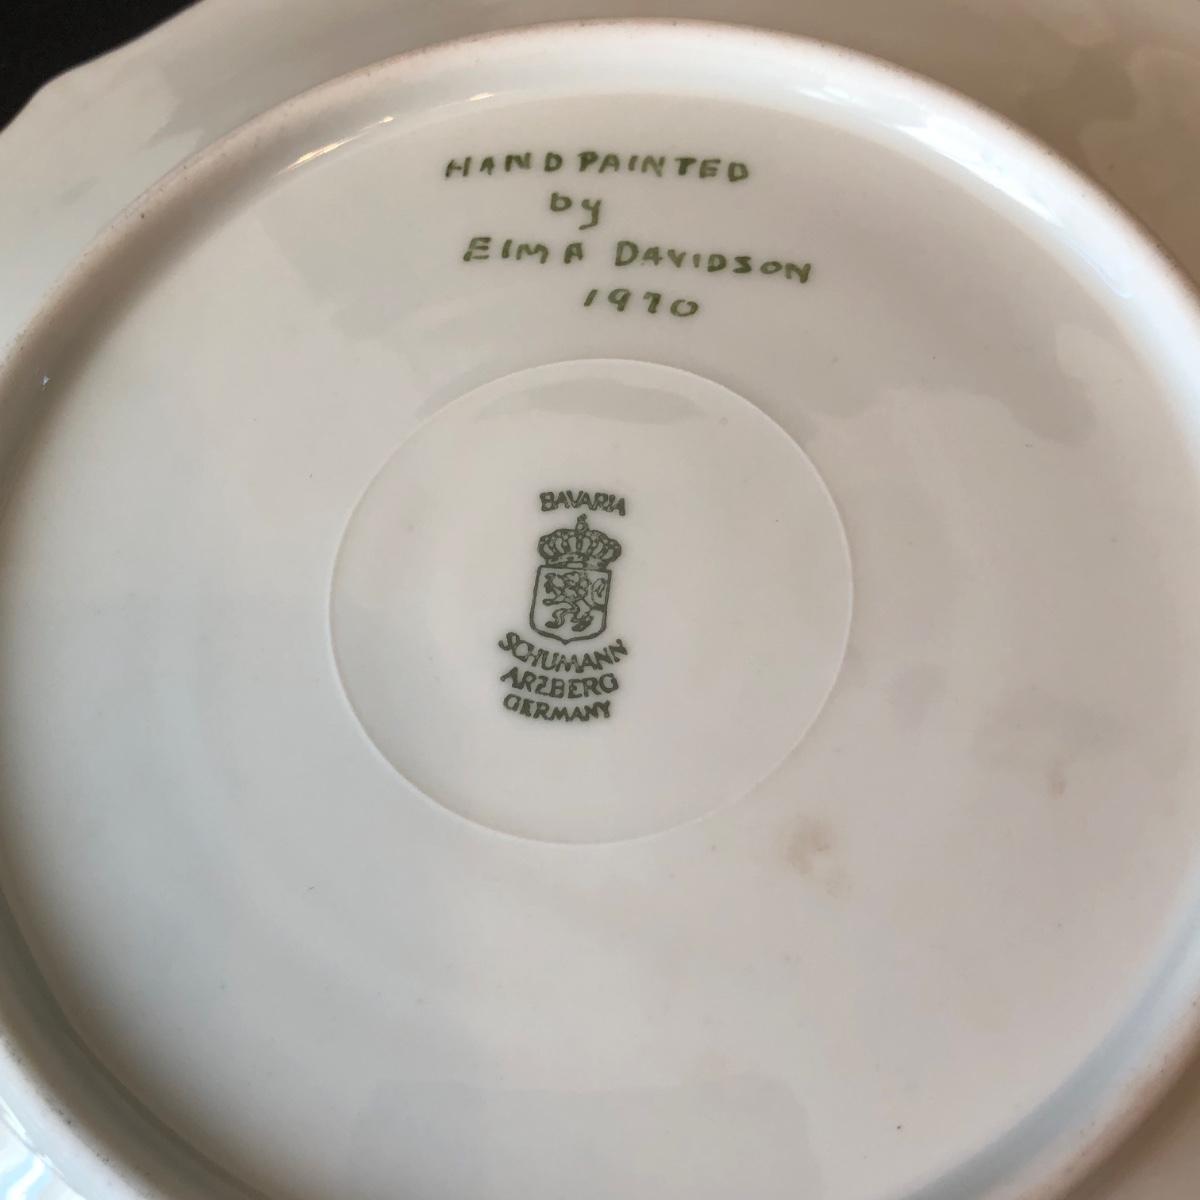 HAND PAINTED
by
ElMA DAVIDSON
1970
BAVARIA
SCHUMANN
ARZBERG
GERMANY